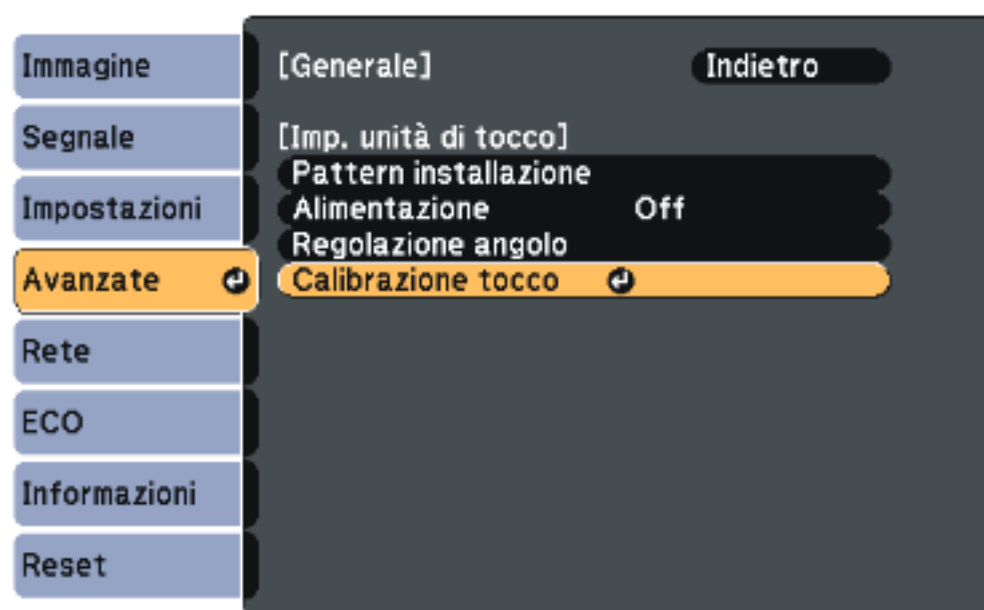 Immagine
Segnale
Impostazioni
Avanzate
Rete
ECO
Informazioni
Reset
[Generale] Indietro
[Imp. unità di tocco]
Pattern installazione
Alimentazione Off
Regolazione angolo
Calibrazione tocco